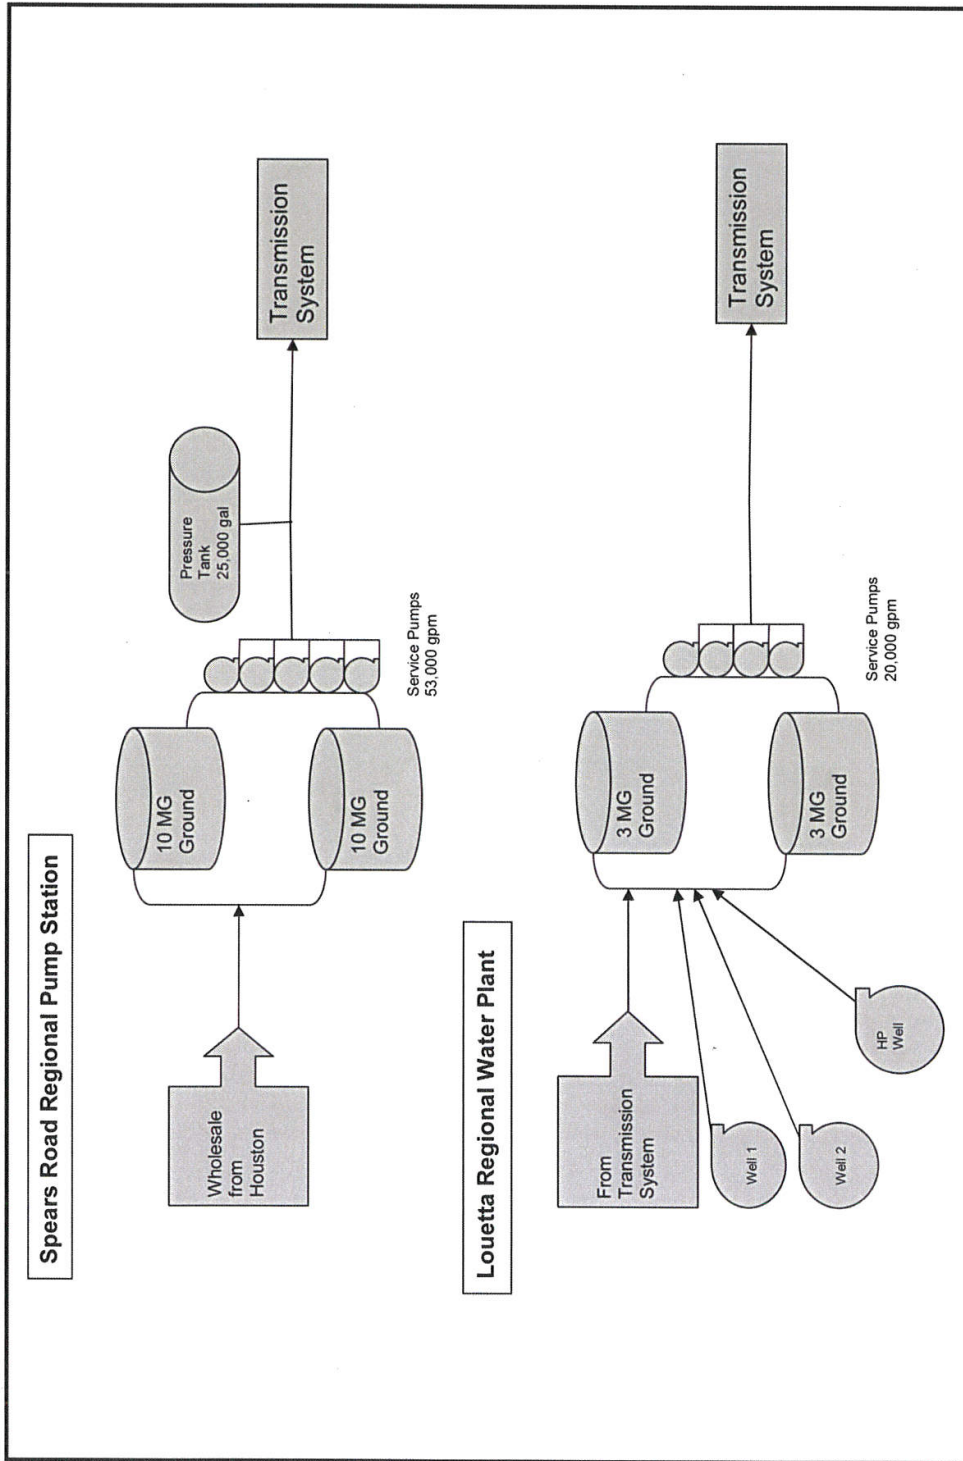 Spears Road Regional Pump Station
Wholesale
from
Houston
10 MG
Ground
10 MG
Ground
Service Pumps
53,000 gpm
Pressure
Tank
25,000 gal
Transmission
System
Louetta Regional Water Plant
From
Transmission
System
Well 1
Well 2
HP
Well
3 MG
Ground
3 MG
Ground
Service Pumps
20,000 gpm
Transmission
System